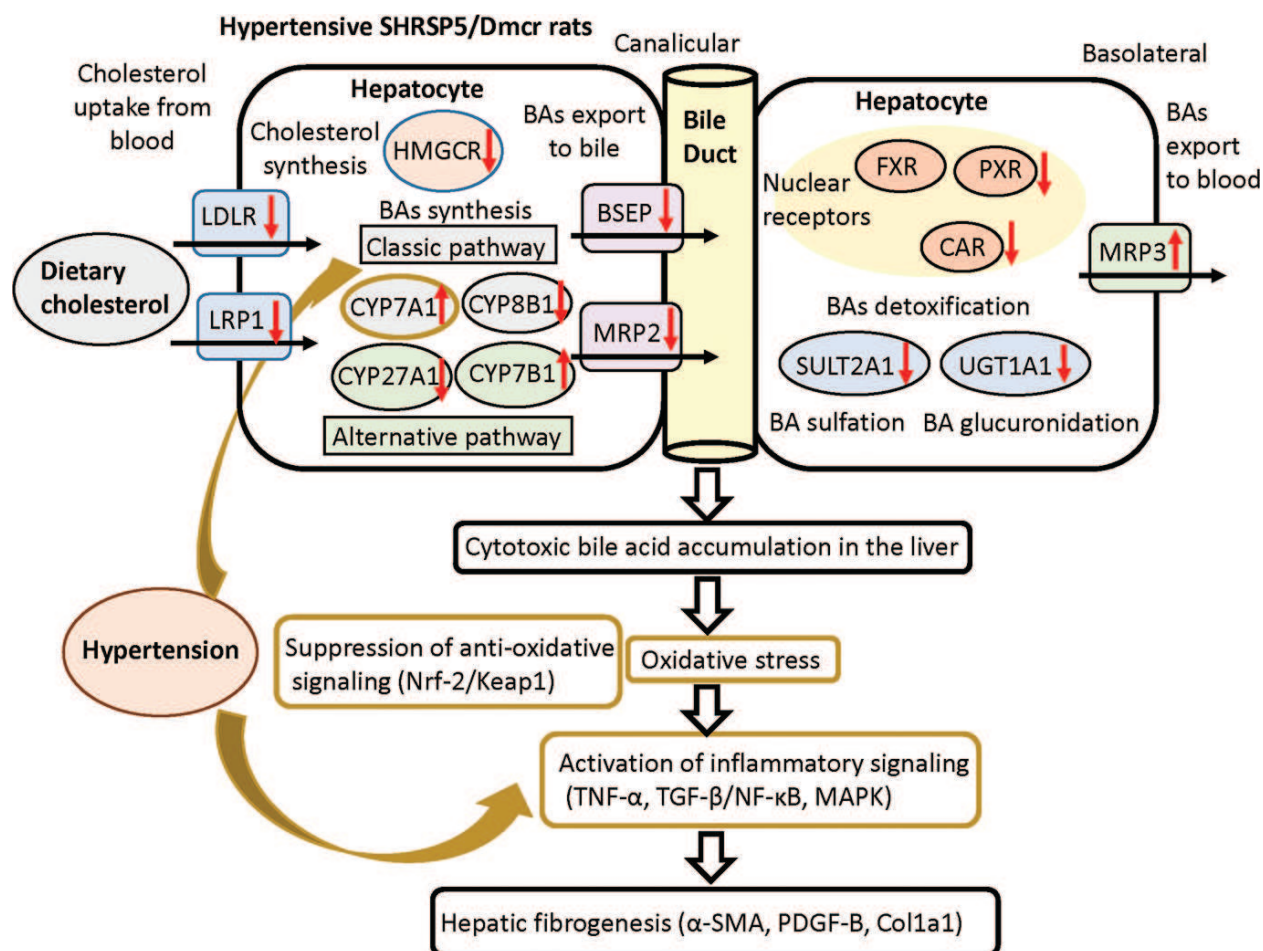 Hypertensive SHRSP5/Dmcr rats
Canalicular
Basolateral
Cholesterol
uptake from
blood
Hepatocyte
Cholesterol
synthesis
HMGCR
BAs export
to bile
LDLR
BAs synthesis
Classic pathway
BSEP
Dietary
cholesterol
LRP1
CYP7A1
CYP8B1
MRP2
CYP27A1
CYP7B1
Alternative pathway
Bile
Duct
Hepatocyte
FXR
PXR
Nuclear
receptors
CAR
BAs
export
to blood
MRP3
BAs detoxification
SULT2A1
UGT1A1
BA sulfation
BA glucuronidation
Cytotoxic bile acid accumulation in the liver
Hypertension
Suppression of anti-oxidative
signaling (Nrf-2/Keap1)
Oxidative stress
Activation of inflammatory signaling
(TNF-α, TGF-β/NF-κB, MAPK)
Hepatic fibrogenesis (α-SMA, PDGF-B, Col1a1)